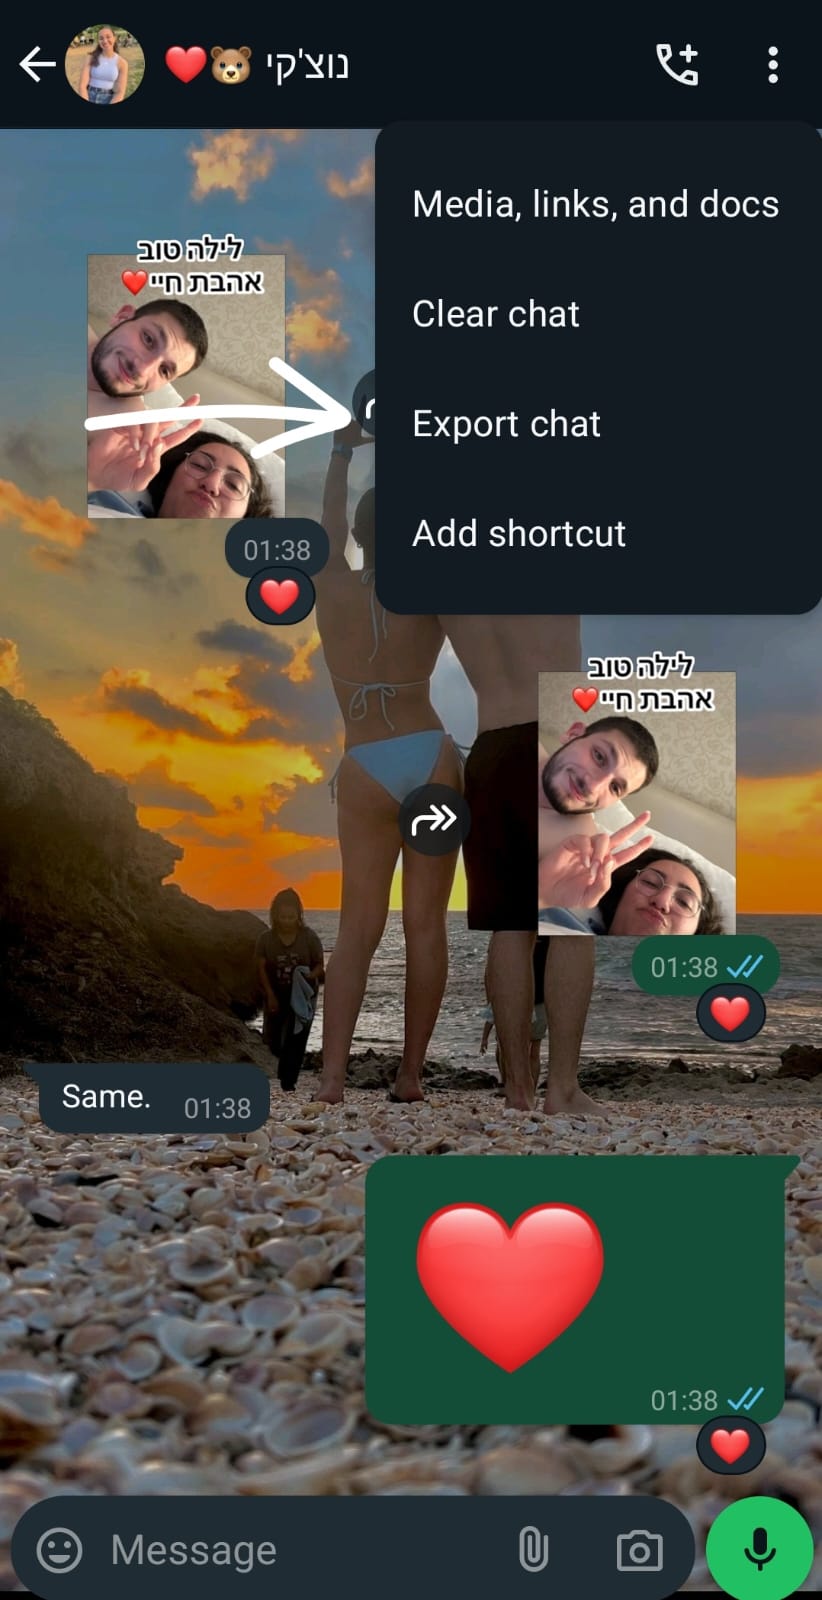 נוצ'קי 🐻❤️
Media, links, and docs
Clear chat
Export chat
Add shortcut
לילה טוב
אהבת חיי❤️
01:38
❤️
לילה טוב
אהבת חיי❤️
01:38
❤️
Same.
01:38
❤️
01:38
❤️
Message